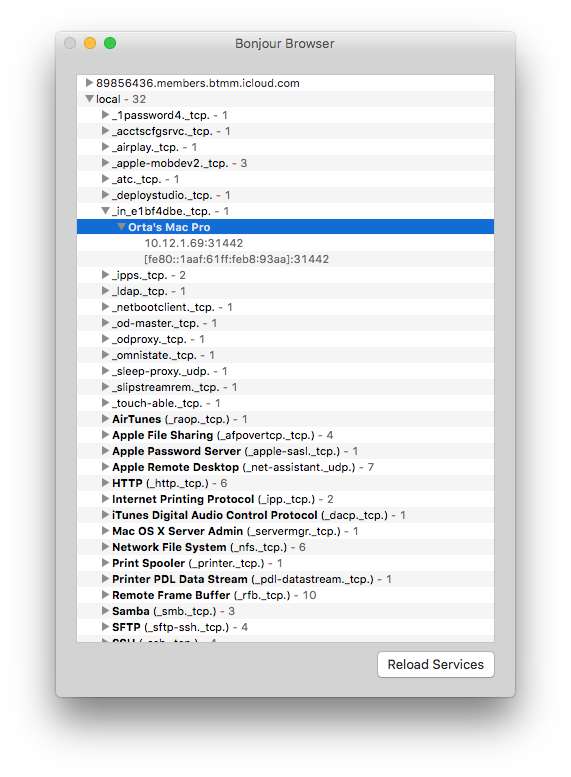 Bonjour Browser
89856436.members.btmm.icloud.com
local - 32
_1password4._tcp. - 1
_acctscfgsrvc._tcp. - 1
_airplay._tcp. - 1
_apple-mobdev2._tcp. - 3
_atc._tcp. - 1
_deploystudio._tcp. - 1
_in_e1bf4dbe._tcp. - 1
Orta's Mac Pro
10.12.1.69:31442
[fe80::1aaf:61ff:feb8:93aa]:31442
_ipps._tcp. - 2
_ldap._tcp. - 1
_netbootclient._tcp. - 1
_od-master._tcp. - 1
_odproxy._tcp. - 1
_omnistate._tcp. - 1
_sleep-proxy._udp. - 1
_slipstreamrem._tcp. - 1
_touch-able._tcp. - 1
AirTunes (_raop._tcp.) - 1
Apple File Sharing (_afpovertcp._tcp.) - 4
Apple Password Server (_apple-sasl._tcp.) - 1
Apple Remote Desktop (_net-assistant._udp.) - 7
HTTP (_http._tcp.) - 6
Internet Printing Protocol (_ipp._tcp.) - 2
iTunes Digital Audio Control Protocol (_dacp._tcp.) - 1
Mac OS X Server Admin (_servermgr._tcp.) - 1
Network File System (_nfs._tcp.) - 6
Print Spooler (_printer._tcp.) - 1
Printer PDL Data Stream (_pdl-datastream._tcp.) - 1
Remote Frame Buffer (_rfb._tcp.) - 10
Samba (_smb._tcp.) - 3
SFTP (_sftp-ssh._tcp.) - 4
SSH (_ssh._tcp.) - 4
Reload Services